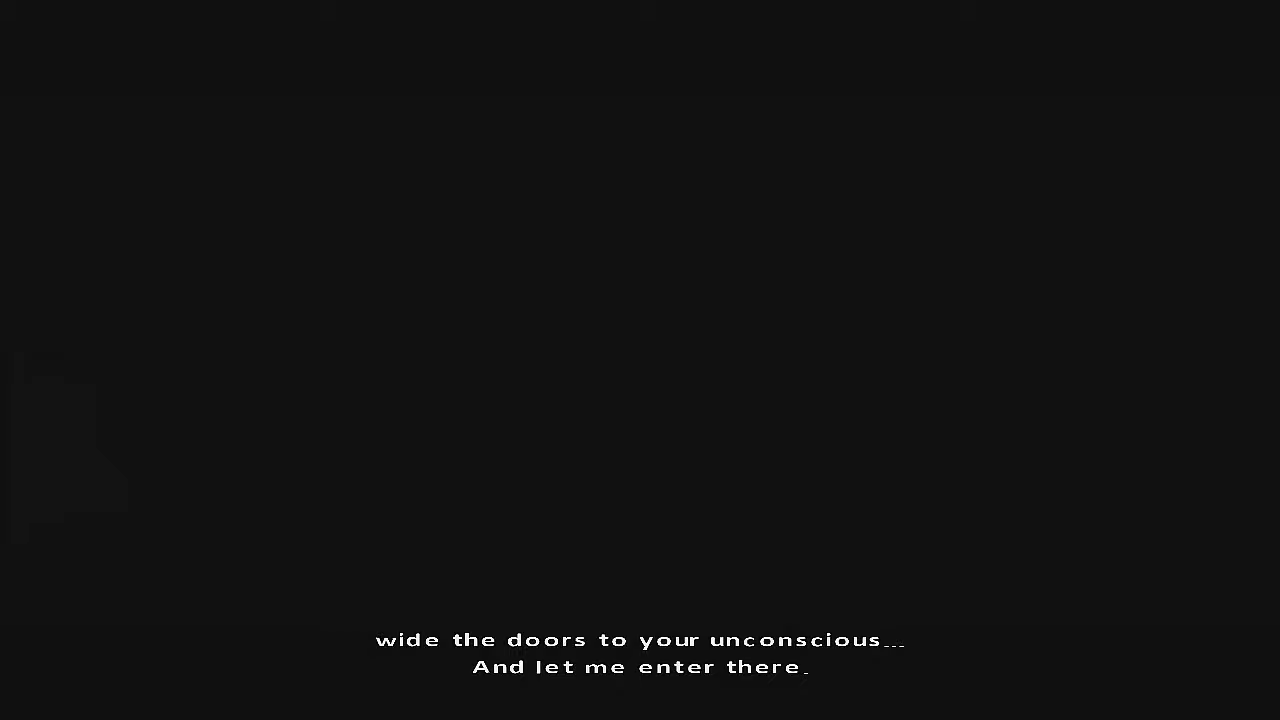 wide the doors to your unconscious...
And let me enter there.